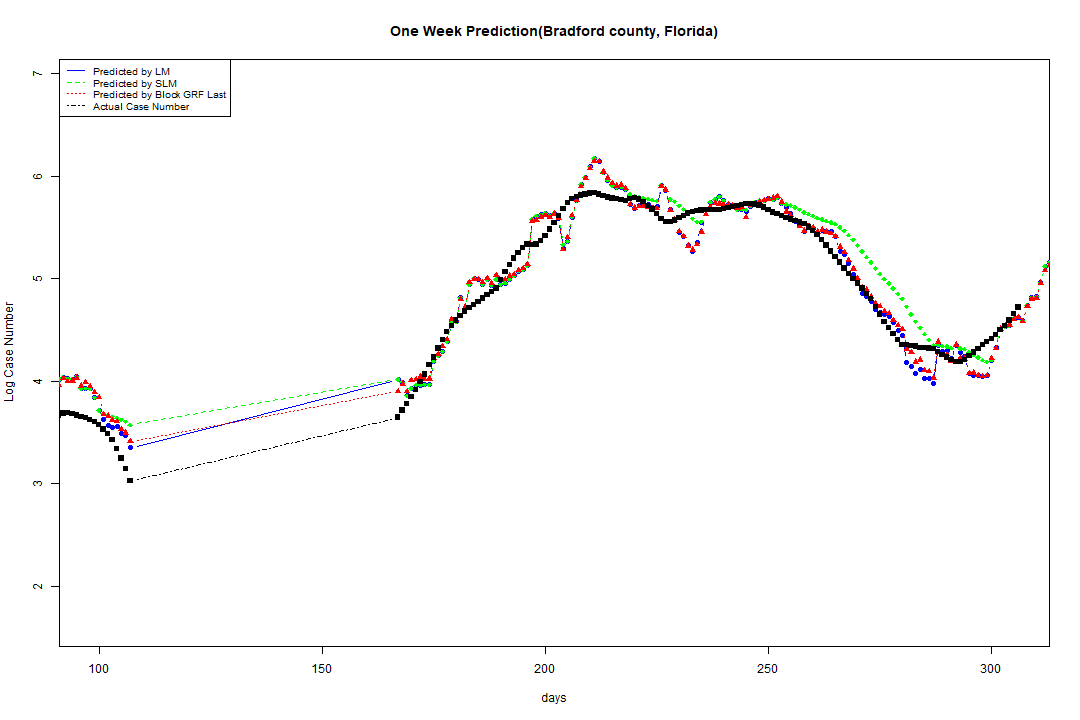 One Week Prediction(Bradford county, Florida)
Predicted by LM
Predicted by SLM
Predicted by Block GRF Last
Actual Case Number
7
6
5
4
3
2
Log Case Number
100 150 200 250 300
days